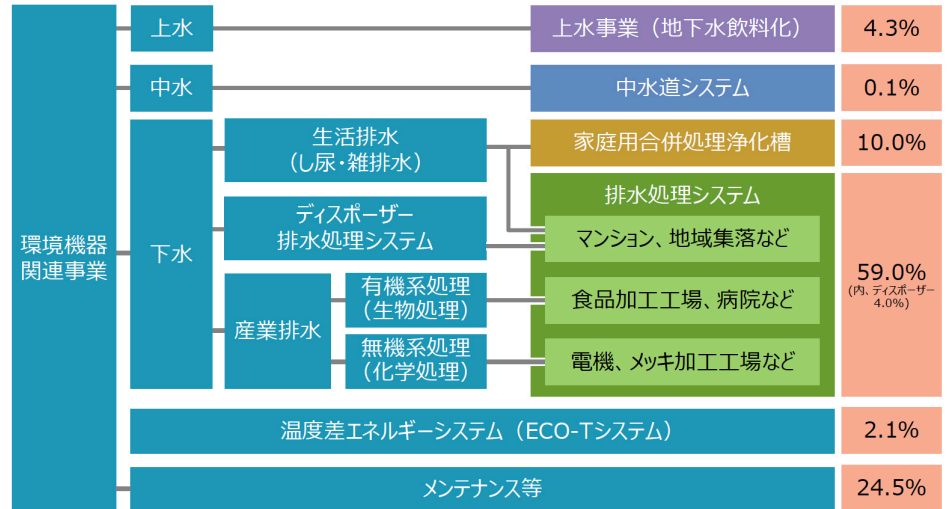 環境機器
関連事業
上水
上水事業（地下水飲料化）
4.3%
中水
中水道システム
0.1%
下水
生活排水
（し尿・雑排水）
家庭用合併処理浄化槽
10.0%
ディスポーザー
排水処理システム
排水処理システム
マンション、地域集落など
産業排水
有機系処理
（生物処理）
食品加工工場、病院など
無機系処理
（化学処理）
電機、メッキ加工工場など
59.0%
（内、ディスポーザー
4.0%）
温度差エネルギーシステム（ECO-Tシステム）
2.1%
メンテナンス等
24.5%